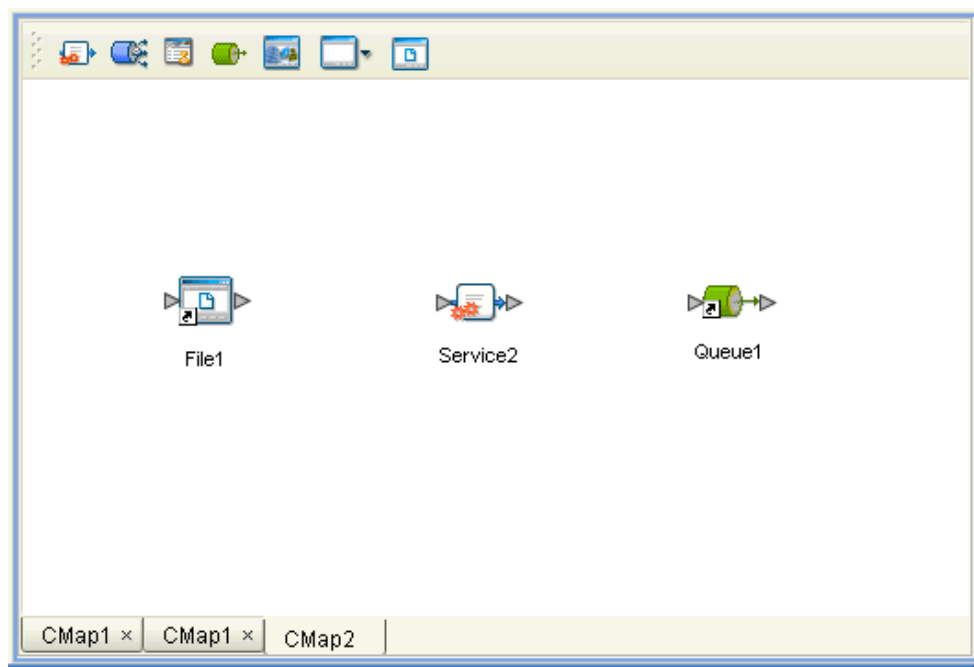 File1
Service2
Queue1
CMap1 ×
CMap1 ×
CMap2